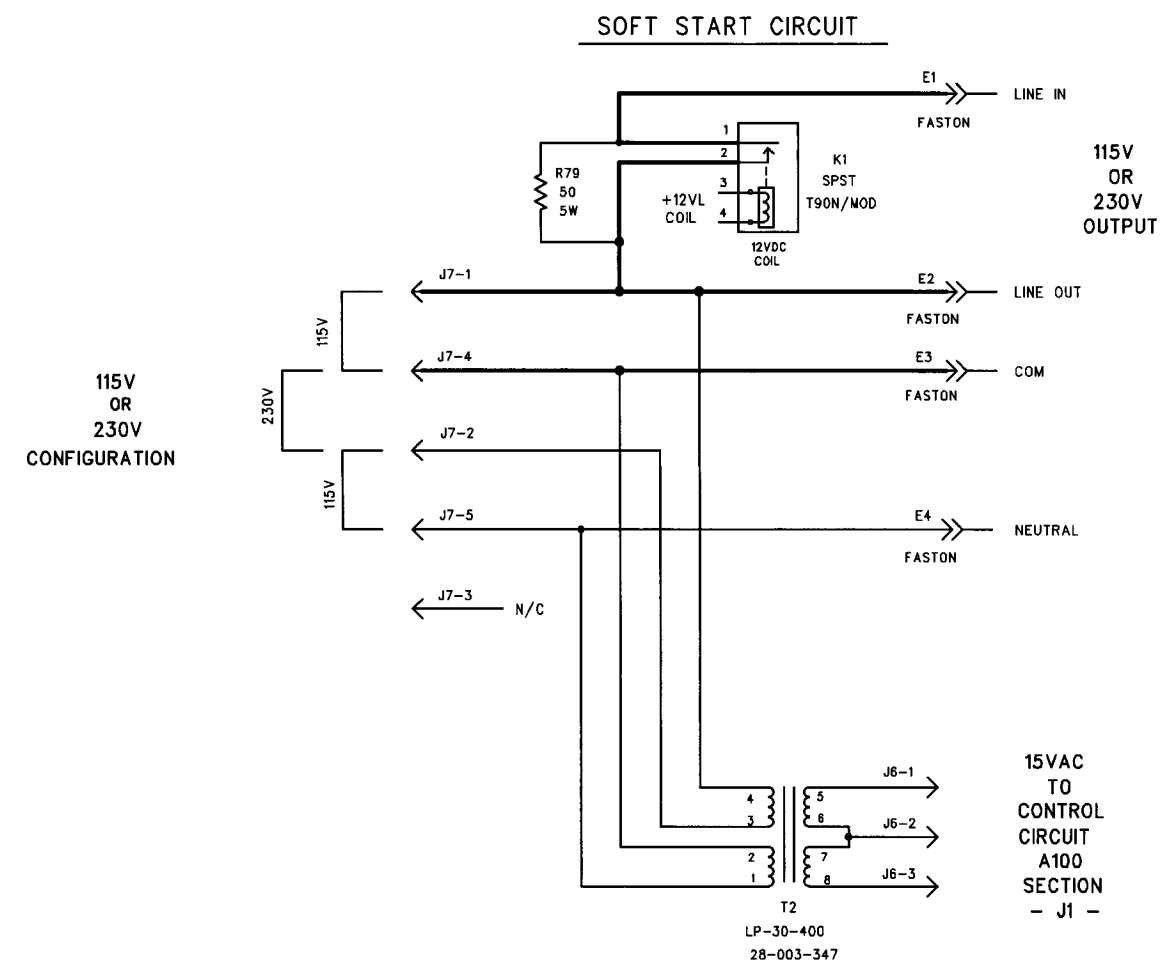 SOFT START CIRCUIT
E1
LINE IN
FASTON
1
2
3
4
R79
50
5W
+12VL
COIL
K1
SPST
T90N/MOD
12VDC
COIL
115V
OR
230V
OUTPUT
J7-1
E2
LINE OUT
FASTON
115V
J7-4
E3
COM
FASTON
115V
OR
230V
CONFIGURATION
230V
J7-2
115V
J7-5
E4
NEUTRAL
FASTON
J7-3
N/C
4
3
2
1
5
6
7
8
J6-1
J6-2
J6-3
15VAC
TO
CONTROL
CIRCUIT
A100
SECTION
- J1 -
T2
LP-30-400
28-003-347